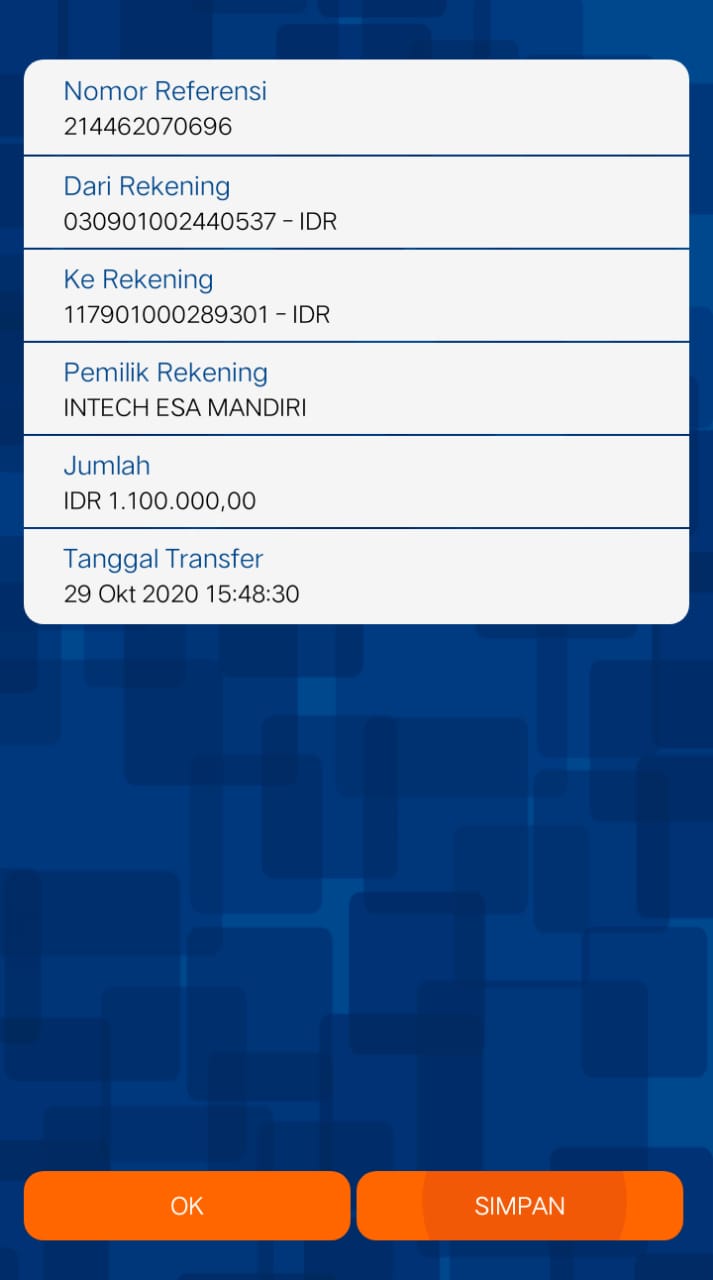 Nomor Referensi
214462070696
Dari Rekening
030901002440537 - IDR
Ke Rekening
117901000289301 - IDR
Pemilik Rekening
INTECH ESA MANDIRI
Jumlah
IDR 1.100.000,00
Tanggal Transfer
29 Okt 2020 15:48:30
OK
SIMPAN